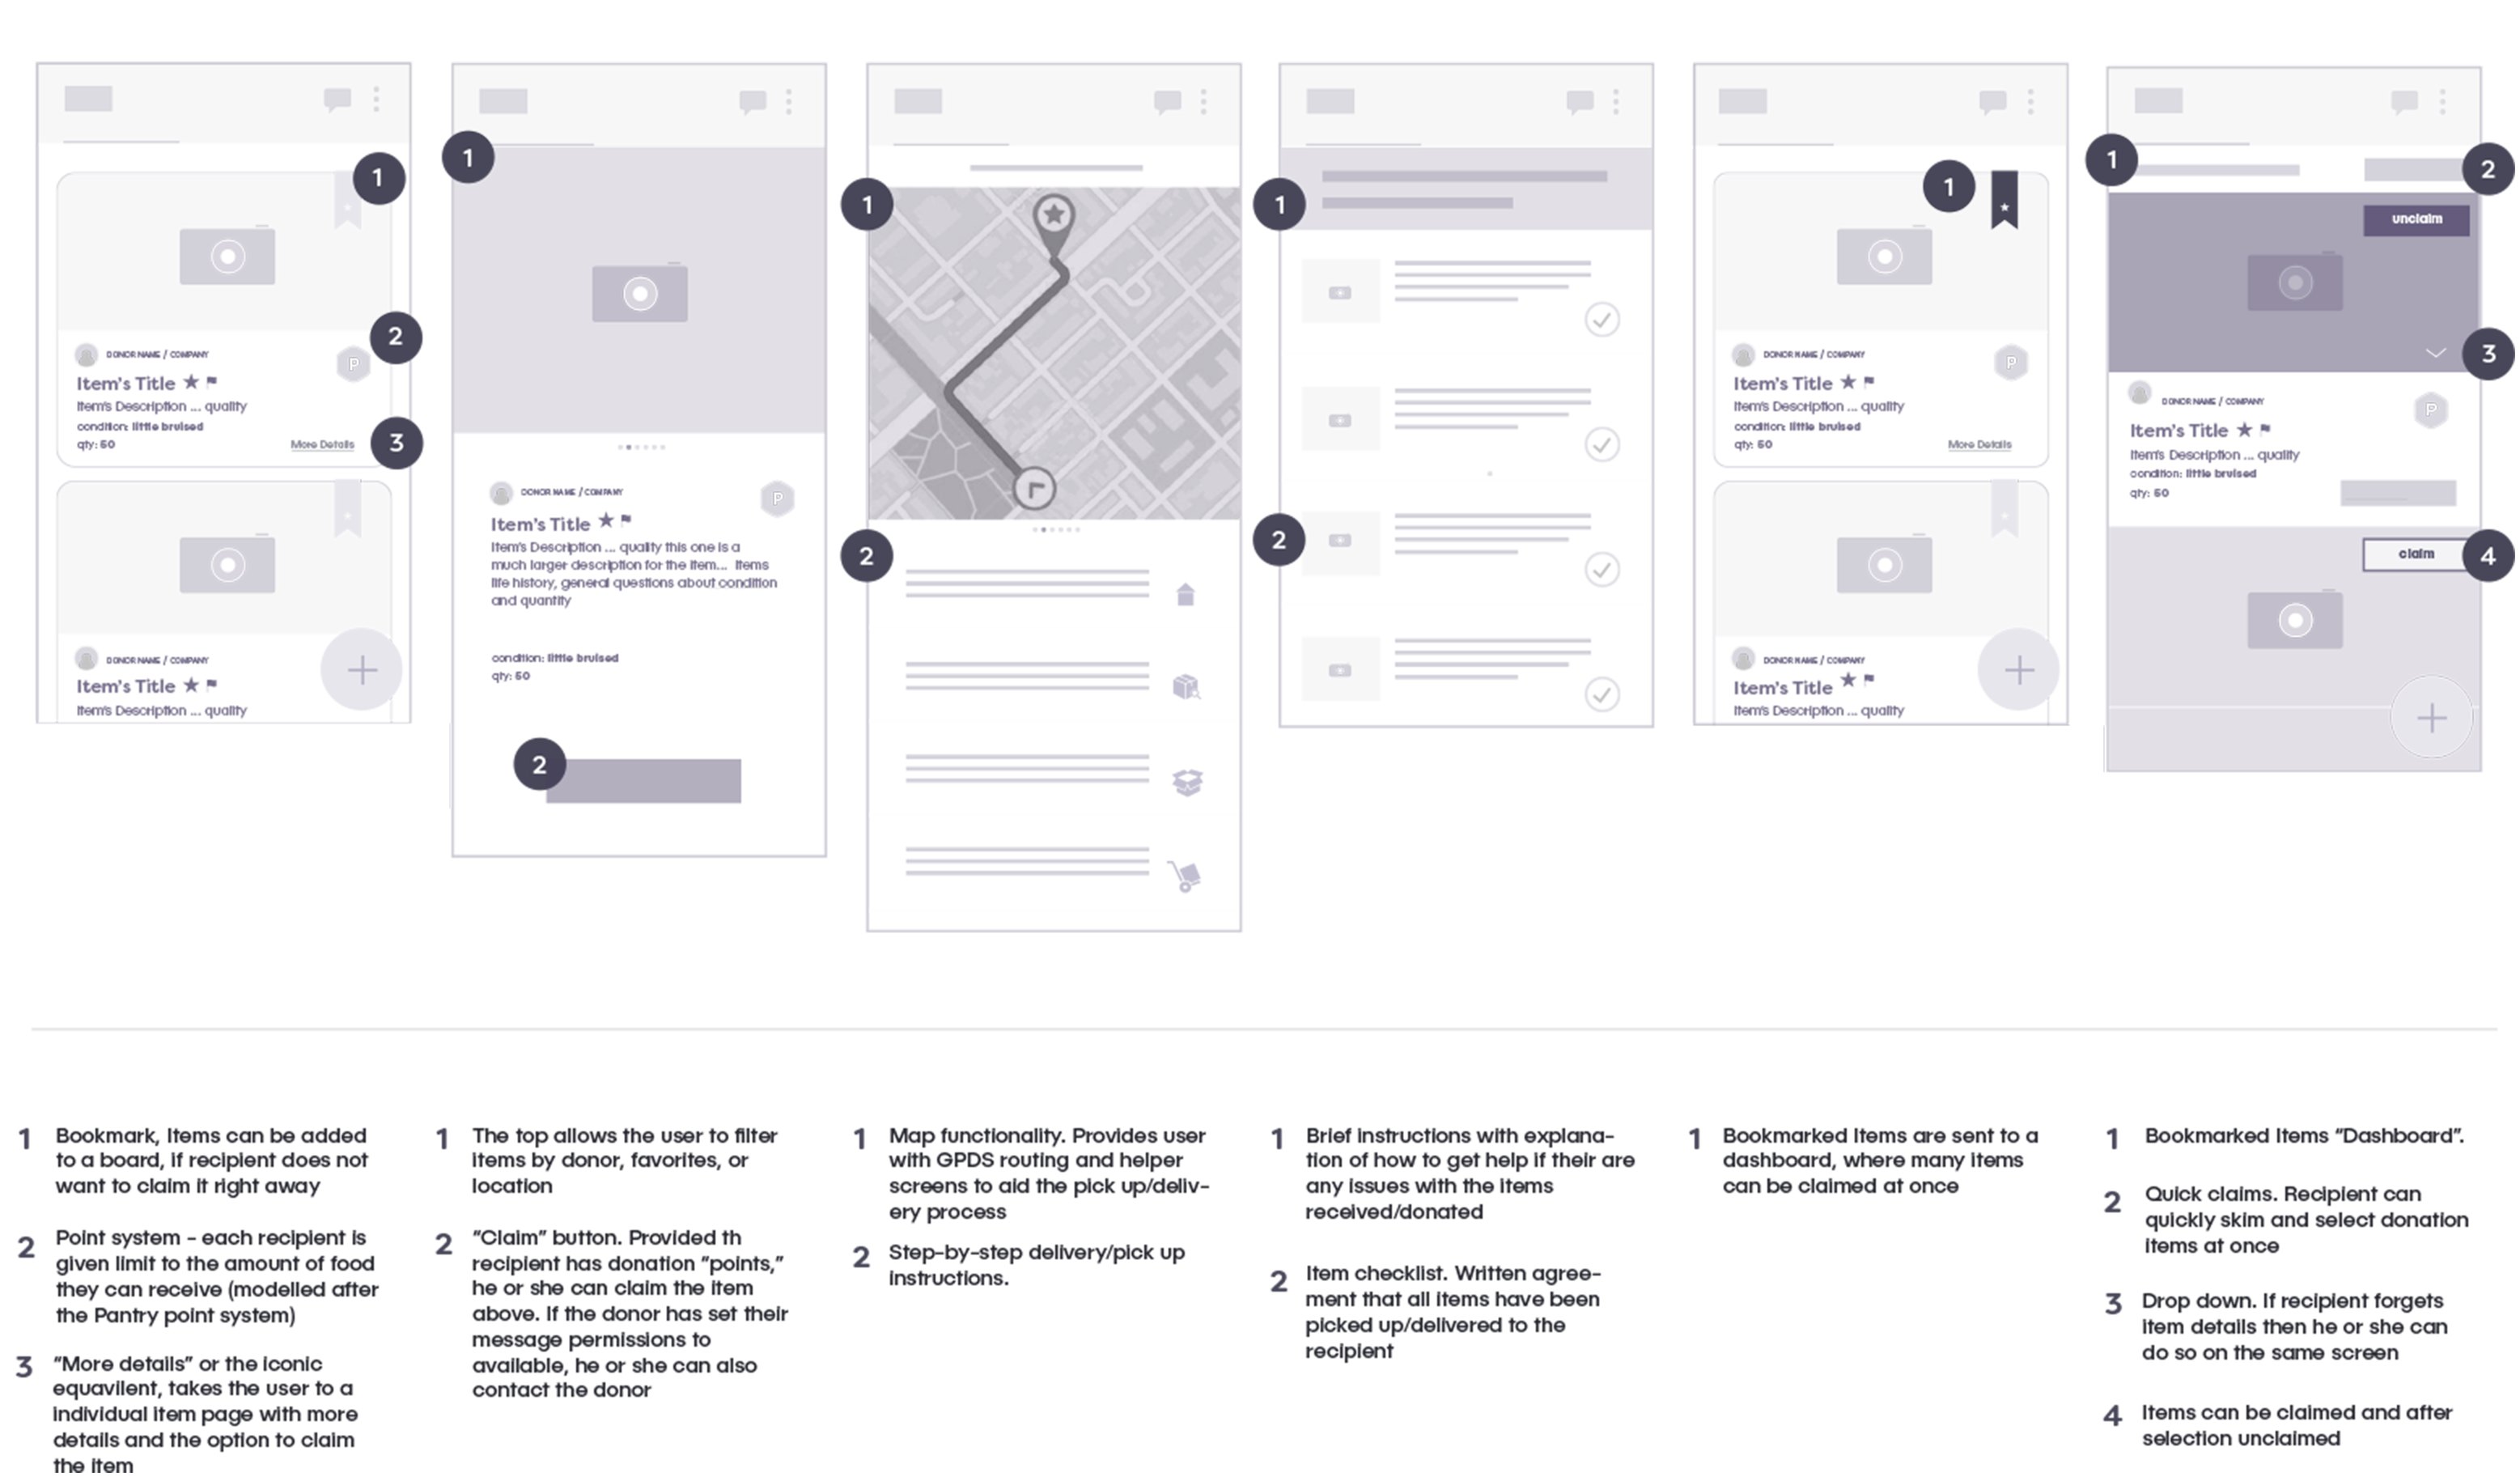 1
DONOR NAME / COMPANY
P
2
Item's Title
Item's Description ... quality
condition: little bruised
qty: 50
More Details
3
DONOR NAME / COMPANY
Item's Title
Item's Description ... quality
1
DONOR NAME / COMPANY
P
Item's Title
Item's Description ... quality this one is a
much larger description for the item... Items
life history, general questions about condition
and quantity
condition: little bruised
qty: 50
2
1
2
1
2
1
DONOR NAME / COMPANY
P
Item's Title
Item's Description ... quality
condition: little bruised
qty: 50
More Details
DONOR NAME / COMPANY
Item's Title
Item's Description ... quality
1
2
unclaim
3
DONOR NAME / COMPANY
P
Item's Title
Item's Description ... quality
condition: little bruised
qty: 50
claim
4
1 Bookmark, Items can be added
to a board, if recipient does not
want to claim it right away
2 Point system - each recipient is
given limit to the amount of food
they can receive (modelled after
the Pantry point system)
3 “More details” or the iconic
equavilent, takes the user to a
individual item page with more
details and the option to claim
the item
1 The top allows the user to filter
items by donor, favorites, or
location
2 “Claim” button. Provided th
recipient has donation “points,”
he or she can claim the item
above. If the donor has set their
message permissions to
available, he or she can also
contact the donor
1 Map functionality. Provides user
with GPDS routing and helper
screens to aid the pick up/deliv-
ery process
2 Step-by-step delivery/pick up
instructions.
1 Brief instructions with explana-
tion of how to get help if their are
any issues with the items
received/donated
2 Item checklist. Written agree-
ment that all items have been
picked up/delivered to the
recipient
1 Bookmarked Items are sent to a
dashboard, where many items
can be claimed at once
1 Bookmarked Items “Dashboard”.
2 Quick claims. Recipient can
quickly skim and select donation
items at once
3 Drop down. If recipient forgets
item details then he or she can
do so on the same screen
4 Items can be claimed and after
selection unclaimed